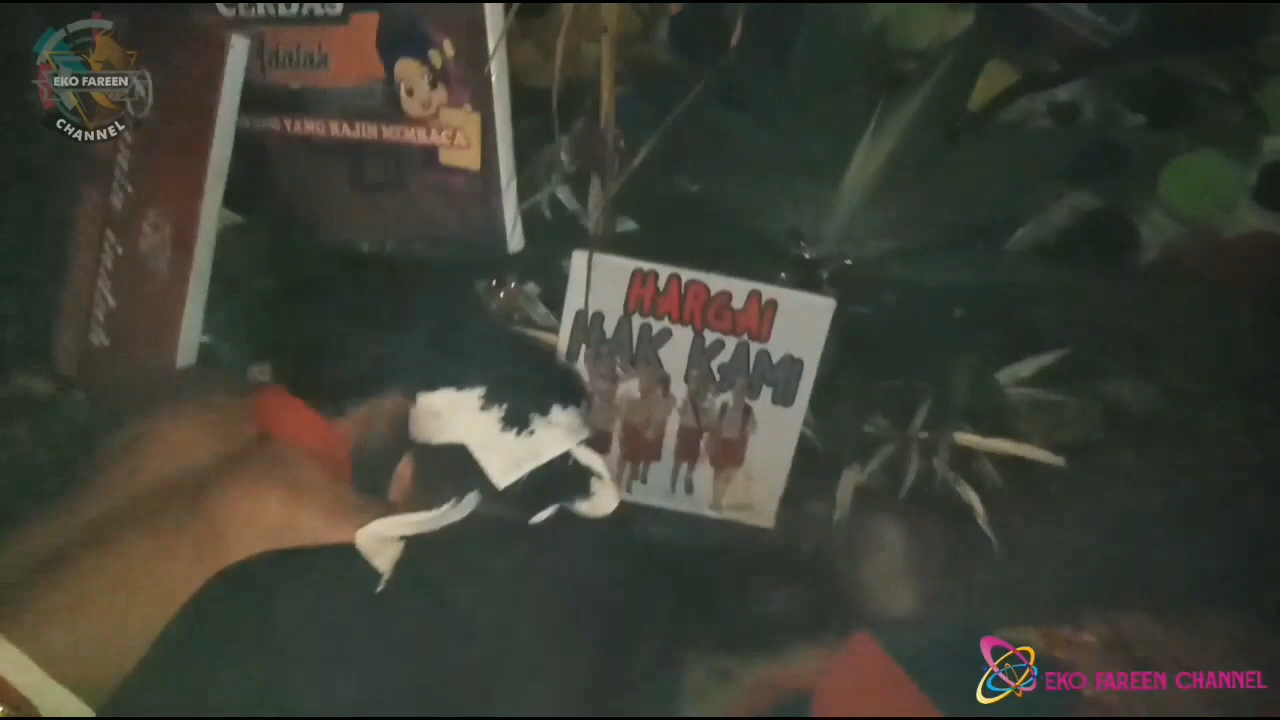 CERDAS
Adalah
YANG RAJIN MEMBACA
EKO FAREEN
CHANNEL
HARGAI
HAK KAMI
EKO FAREEN CHANNEL